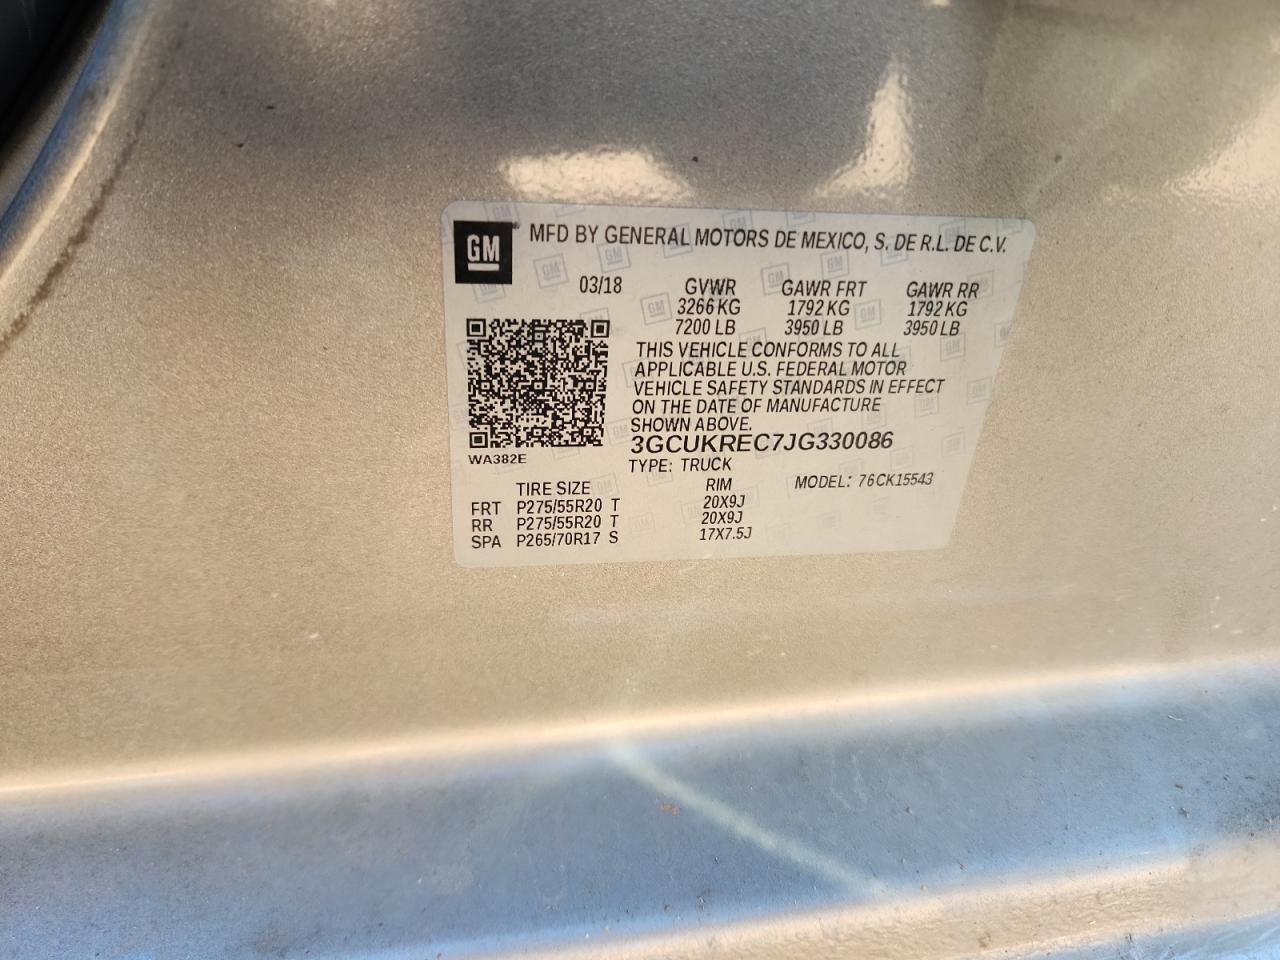 GM
MFD BY GENERAL MOTORS DE MEXICO, S. DE R.L. DE C.V.
03/18 GVWR GAWR FRT GAWR RR
3266 KG 1792 KG 1792 KG
7200 LB 3950 LB 3950 LB
THIS VEHICLE CONFORMS TO ALL
APPLICABLE U.S. FEDERAL MOTOR
VEHICLE SAFETY STANDARDS IN EFFECT
ON THE DATE OF MANUFACTURE
SHOWN ABOVE.
3GCUKREC7JG330086
WA382E
TYPE: TRUCK MODEL: 76CK15543
TIRE SIZE RIM
FRT P275/55R20 T 20X9J
RR P275/55R20 T 20X9J
SPA P265/70R17 S 17X7.5J